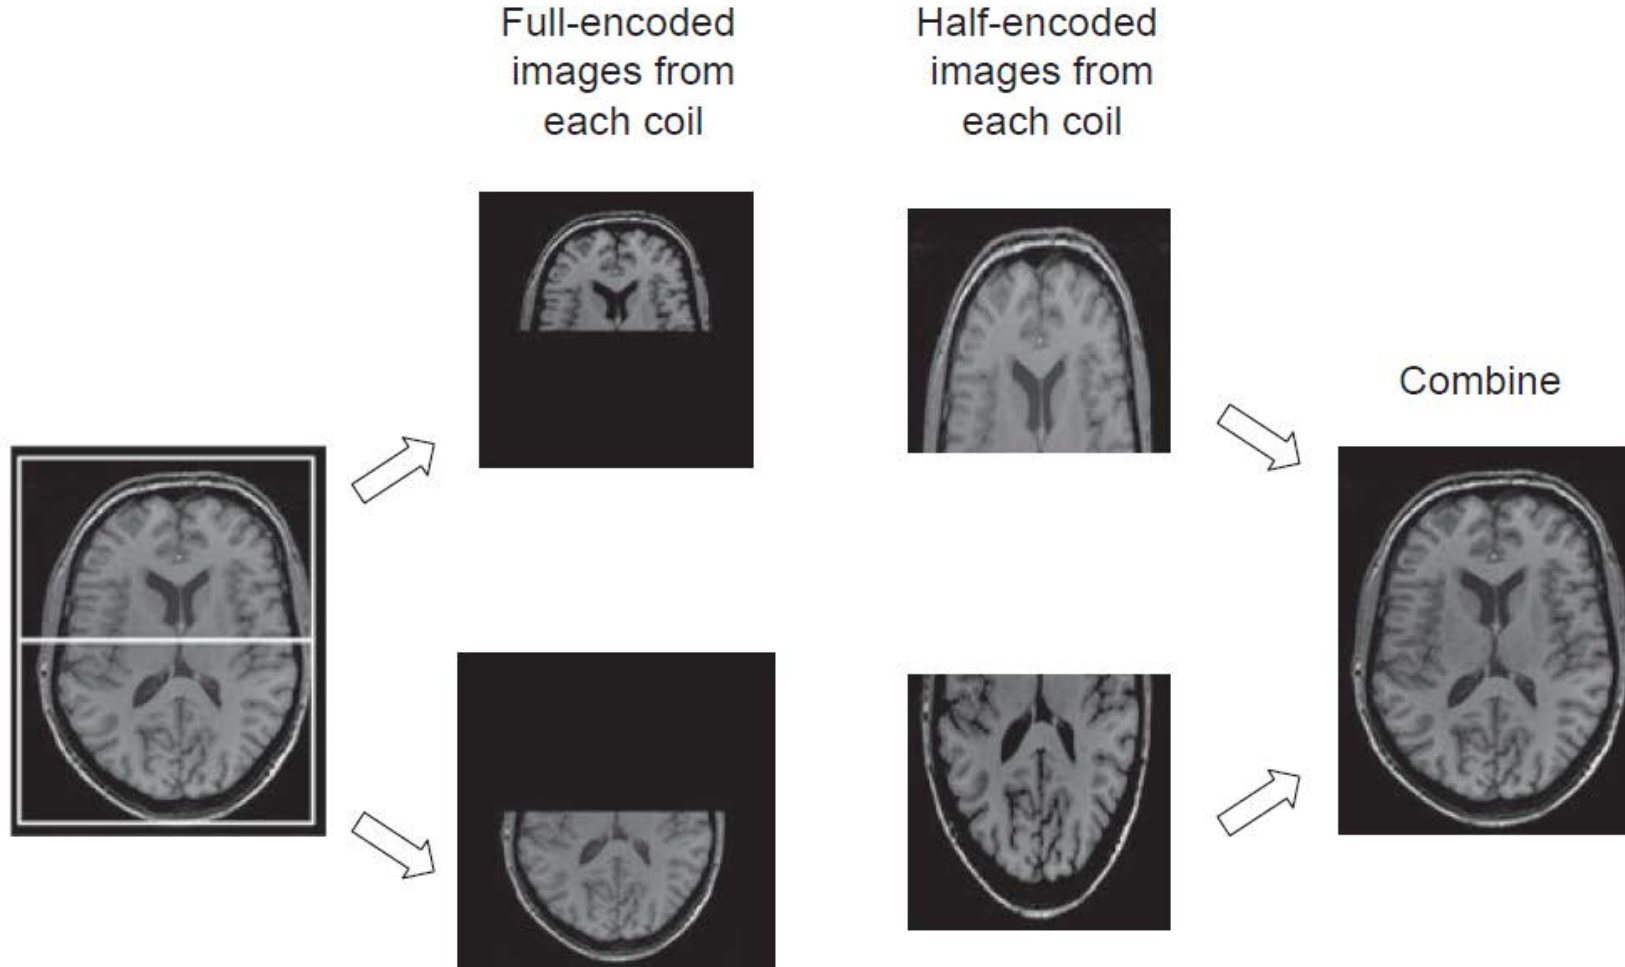 Full-encoded
images from
each coil
Half-encoded
images from
each coil
Combine